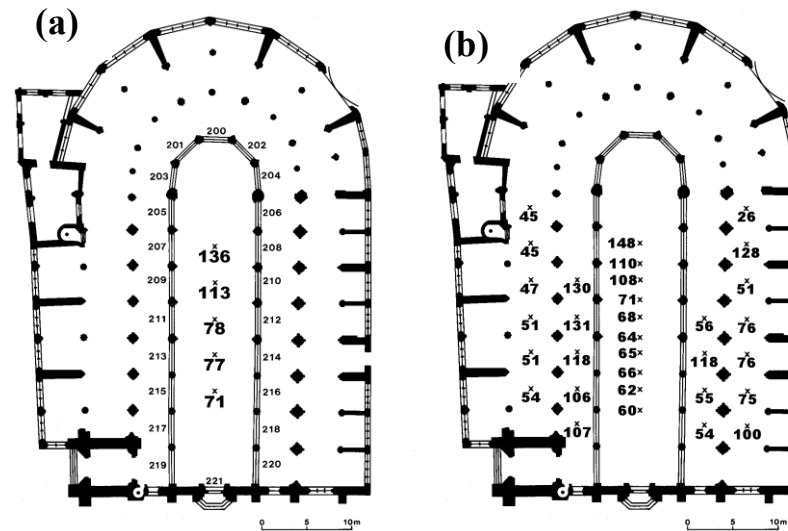 (a)
200
201 202
203 204
205 206
207 208
136
209 210
113
211 212
78
213 214
77
215 216
71
217 218
219 220
221
0 5 10m
(b)
45 26
45 148× 128
110×
47 130 108× 51
71×
51 131 68× 56 76
64×
51 118 65× 118 76
66×
54 106 62× 55 75
60×
107 54 100
0 5 10m